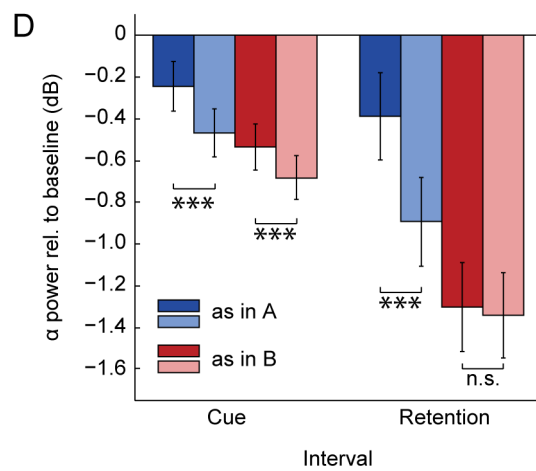 D
α power rel. to baseline (dB)
0
−0.2
−0.4
−0.6
−0.8
−1.0
−1.2
−1.4
−1.6
***
***
***
n.s.
as in A
as in B
Cue
Retention
Interval